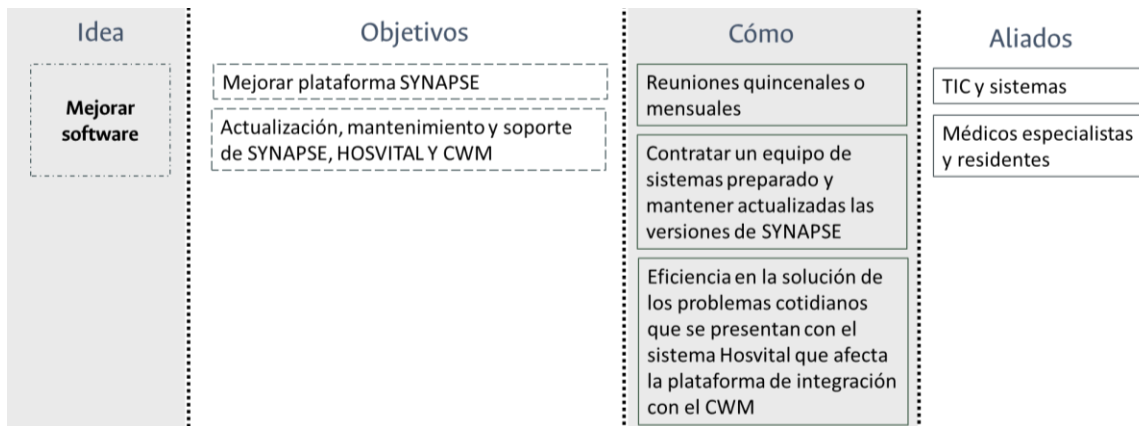 Idea
Objetivos
Cómo
Aliados
Mejorar
software
Mejorar plataforma SYNAPSE
Actualización, mantenimiento y soporte
de SYNAPSE, HOSVITAL Y CWM
Reuniones quincenales o
mensuales
Contratar un equipo de
sistemas preparado y
mantener actualizadas las
versiones de SYNAPSE
Eficiencia en la solución de
los problemas cotidianos
que se presentan con el
sistema Hosvital que afecta
la plataforma de integración
con el CWM
TIC y sistemas
Médicos especialistas
y residentes